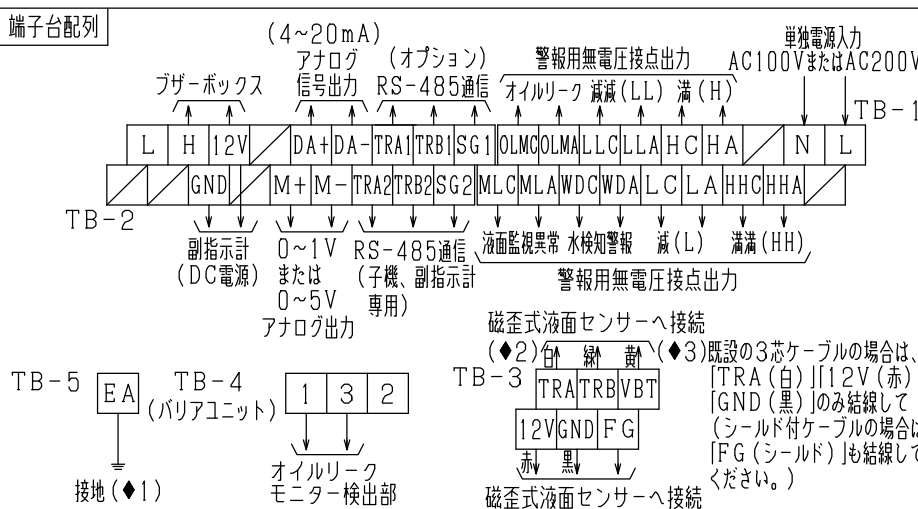 端子台配列
(4~20mA)
アナログ
信号出力
(オプション)
RS-485通信
ブザーボックス
警報用無電圧接点出力
オイルリーク 減減(LL) 満(H)
単独電源入力
AC100VまたはAC200V
TB-1
L H 12V DA+ DA- TRA1 TRB1 SG1 OLMC OLMA LLC LLA HC HA N L
GND M+ M- TRA2 TRB2 SG2 MLC MLA WDC WDA LC LA HHC HHA
TB-2
副指示計
(DC電源)
0~1V
または
0~5V
アナログ出力
RS-485通信
(子機、副指示計
専用)
液面監視異常 水検知警報 減(L) 満満(HH)
警報用無電圧接点出力
TB-5
EA
接地(◆1)
TB-4
(バリアユニット)
1 3 2
オイルリーク
モニター検出部
磁歪式液面センサーへ接続
(◆2) 白 緑 黄 (◆3)
TB-3
TRA TRB VBT
12V GND FG
赤 黒
磁歪式液面センサーへ接続
既設の3芯ケーブルの場合は、
「TRA(白)」「12V(赤)
「GND(黒)」のみ結線して
(シールド付ケーブルの場合は
「FG(シールド)」も結線して
ください。)